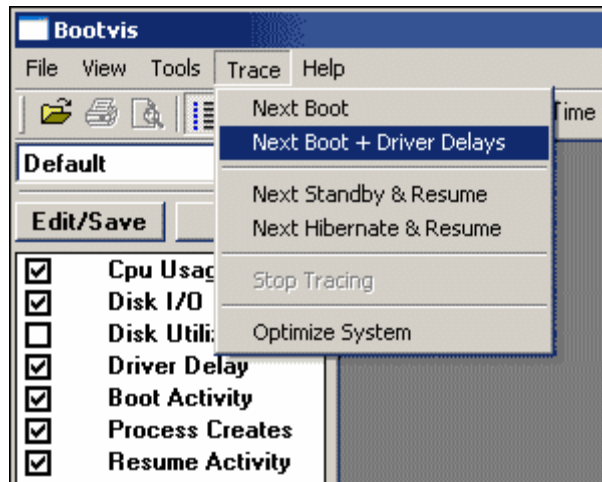 Bootvis
File View Tools Trace Help
Next Boot
Time
Next Boot + Driver Delays
Default
Next Standby & Resume
Edit/Save
Next Hibernate & Resume
Cpu Usag
Stop Tracing
Disk I/O
Disk Utili
Optimize System
Driver Delay
Boot Activity
Process Creates
Resume Activity